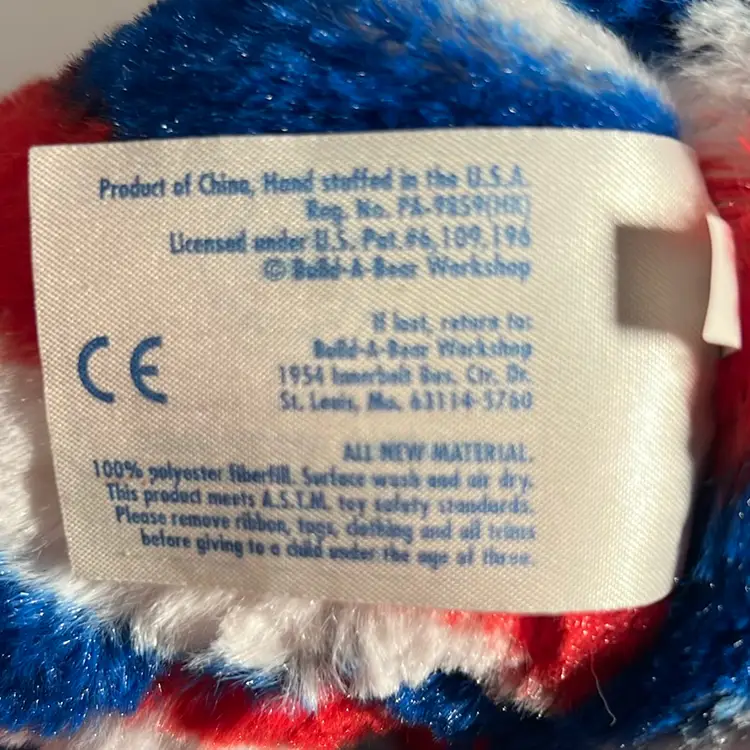 Product of China, Hand stuffed in the U.S.A.
Reg. No. PA-9859(HK)
Licensed under U.S. Pat.#6,109,196
© Build-A-Bear Workshop
If lost, return to:
Build-A-Bear Workshop
1954 Innerbelt Bus. Ctr. Dr.
St. Louis, Mo. 63114-5760
CE
ALL NEW MATERIAL.
100% polyester fiberfill. Surface wash and air dry.
This product meets A.S.T.M. toy safety standards.
Please remove ribbon, tags, clothing and all trims
before giving to a child under the age of three.